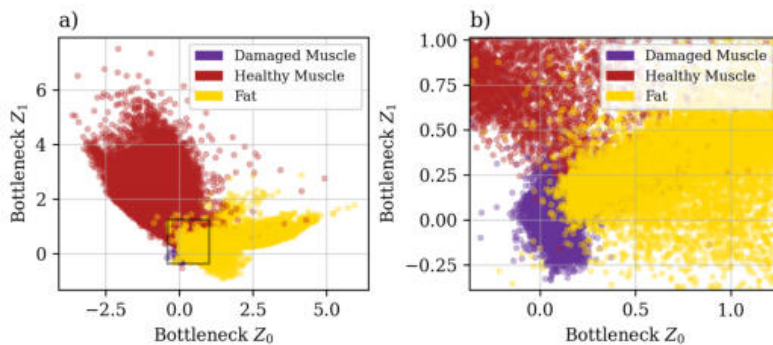 a)
Damaged Muscle
Healthy Muscle
Fat
Bottleneck Z₁
6
4
2
0
−2.5 0.0 2.5 5.0
Bottleneck Z₀
b)
Damaged Muscle
Healthy Muscle
Fat
Bottleneck Z₁
1.00
0.75
0.50
0.25
0.00
−0.25
0.0 0.5 1.0
Bottleneck Z₀